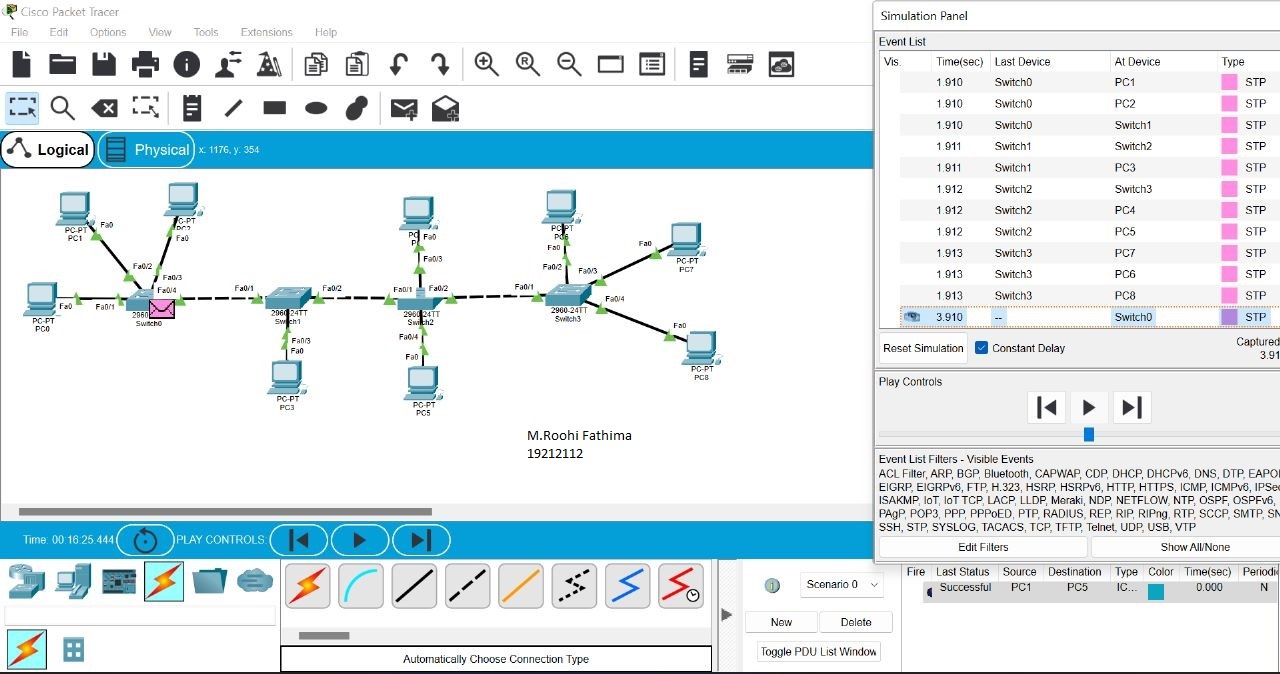 Cisco Packet Tracer
File Edit Options View Tools Extensions Help
Logical Physical x: 1176, y: 354
PC-PT
PC1
Fa0
PC-PT
PC2
Fa0
PC-PT
PC0
Fa0
Fa0/1
Fa0/2
Fa0/3
Fa0/4
2960
Switch0
Fa0/1
Fa0/2
2960-24TT
Switch1
Fa0/3
Fa0
PC-PT
PC3
Fa0
Fa0/3
Fa0/1
Fa0/2
2960-24TT
Switch2
Fa0/4
Fa0
PC-PT
PC5
PC-PT
Fa0
Fa0/2
Fa0/3
Fa0/1
Fa0/4
2960-24TT
Switch3
Fa0
PC-PT
PC7
Fa0
PC-PT
PC8
M.Roohi Fathima
19212112
Time: 00:16:25.444 PLAY CONTROLS:
Automatically Choose Connection Type
Simulation Panel
Event List
Vis. Time(sec) Last Device At Device Type
1.910 Switch0 PC1 STP
1.910 Switch0 PC2 STP
1.910 Switch0 Switch1 STP
1.911 Switch1 Switch2 STP
1.911 Switch1 PC3 STP
1.912 Switch2 Switch3 STP
1.912 Switch2 PC4 STP
1.912 Switch2 PC5 STP
1.913 Switch3 PC7 STP
1.913 Switch3 PC6 STP
1.913 Switch3 PC8 STP
3.910 -- Switch0 STP
Reset Simulation Constant Delay Captured
3.91
Play Controls
Event List Filters - Visible Events
ACL Filter, ARP, BGP, Bluetooth, CAPWAP, CDP, DHCP, DHCPv6, DNS, DTP, EAPOL
EIGRP, EIGRPv6, FTP, H.323, HSRP, HSRPv6, HTTP, HTTPS, ICMP, ICMPv6, IPSec
ISAKMP, IoT, IoT TCP, LACP, LLDP, Meraki, NDP, NETFLOW, NTP, OSPF, OSPFv6,
PAgP, POP3, PPP, PPPoED, PTP, RADIUS, REP, RIP, RIPng, RTP, SCCP, SMTP, SN
SSH, STP, SYSLOG, TACACS, TCP, TFTP, Telnet, UDP, USB, VTP
Edit Filters Show All/None
Scenario 0
New Delete
Toggle PDU List Window
Fire Last Status Source Destination Type Color Time(sec) Periodic
Successful PC1 PC5 IC... 0.000 N